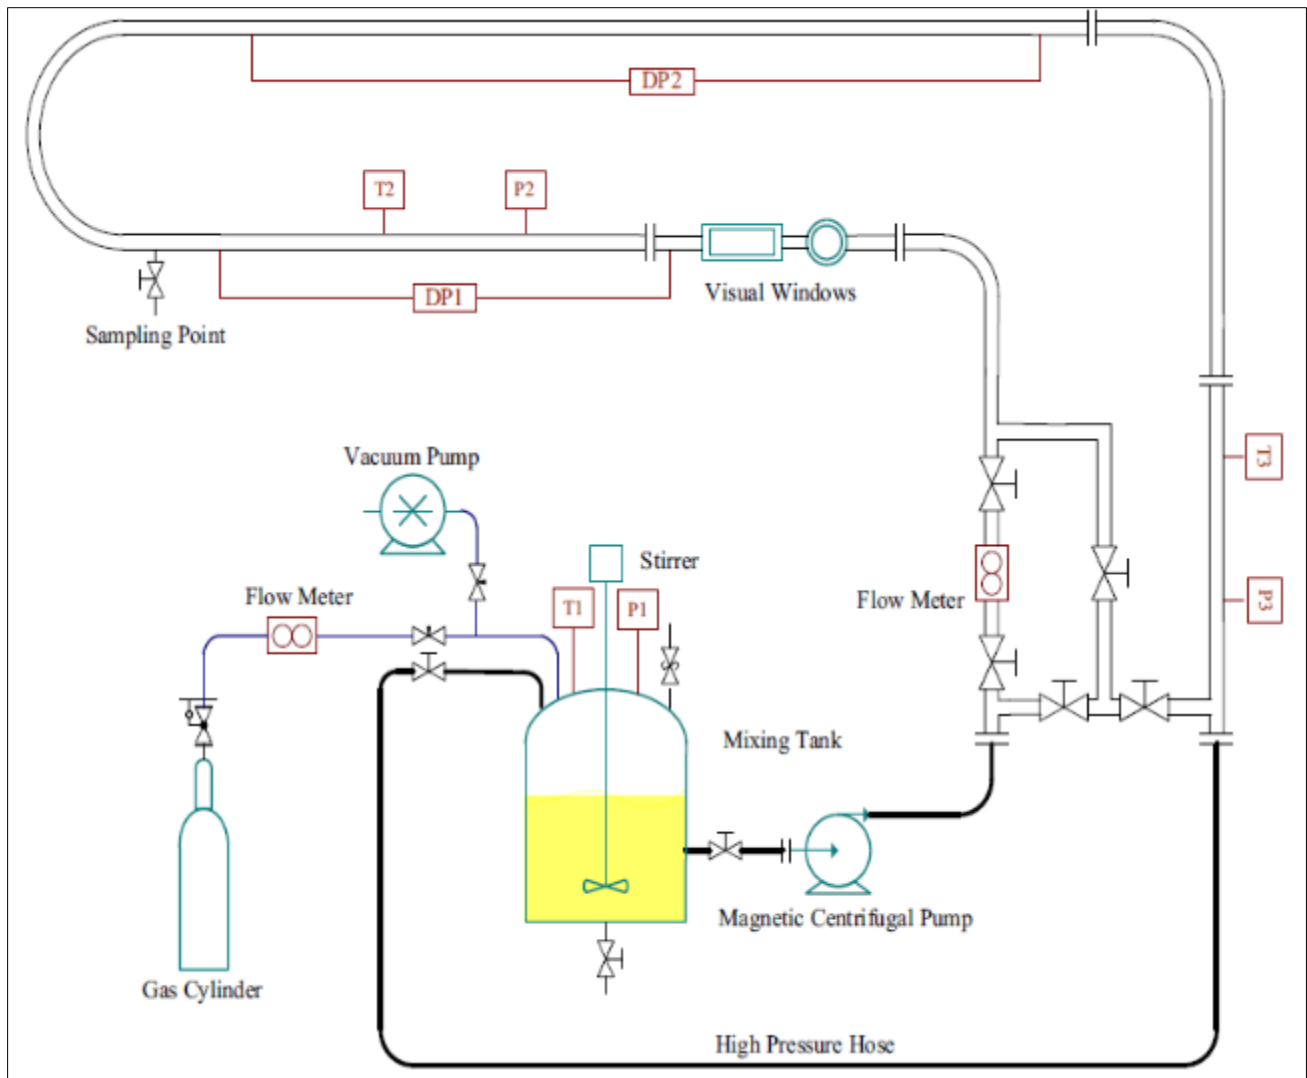 DP2
T2
P2
DP1
Visual Windows
Sampling Point
T3
Vacuum Pump
Stirrer
Flow Meter
T1
P1
Flow Meter
P3
Mixing Tank
Magnetic Centrifugal Pump
Gas Cylinder
High Pressure Hose